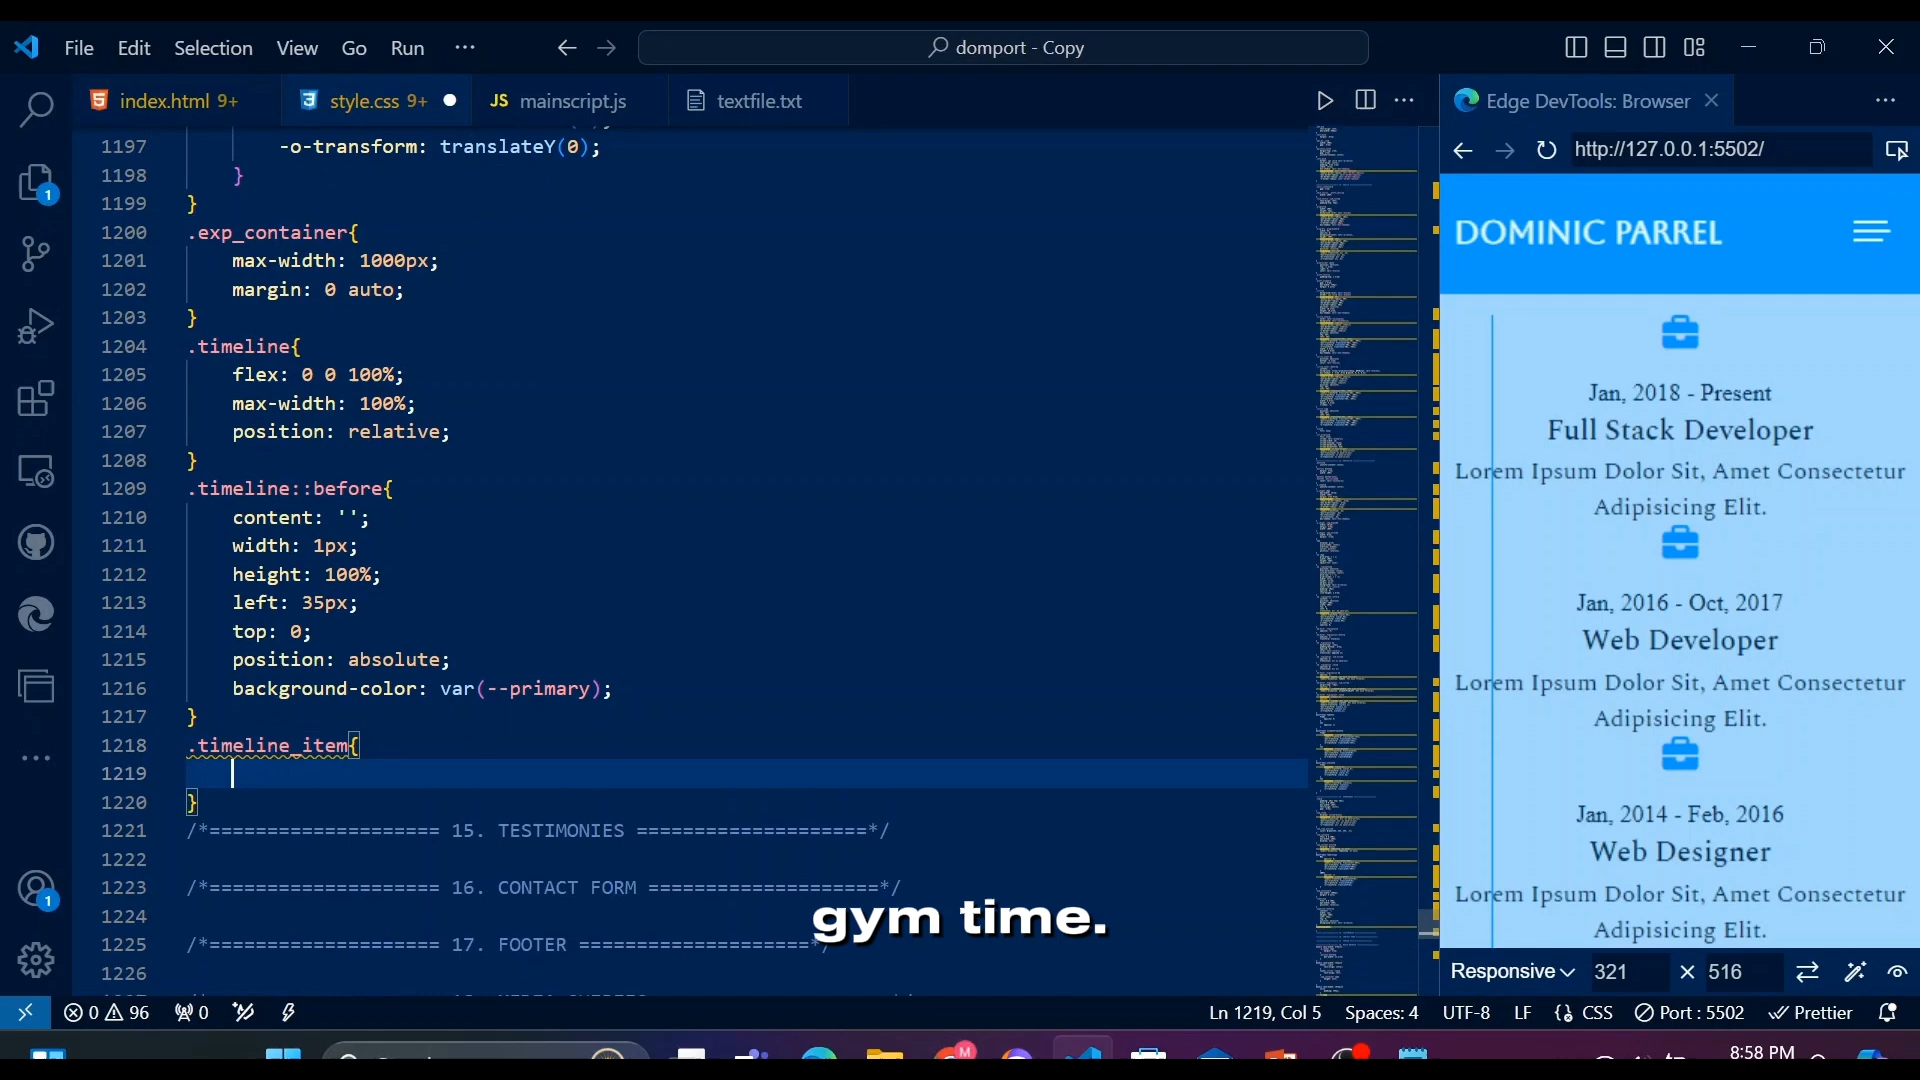 File Edit Selection View Go Run ··· domport - Copy
index.html 9+ style.css 9+ JS mainscript.js textfile.txt Edge DevTools: Browser
http://127.0.0.1:5502/
1197 -o-transform: translateY(0);
1198 }
1199 }
1200 .exp_container{
1201 max-width: 1000px;
1202 margin: 0 auto;
1203 }
1204 .timeline{
1205 flex: 0 0 100%;
1206 max-width: 100%;
1207 position: relative;
1208 }
1209 .timeline::before{
1210 content: '';
1211 width: 1px;
1212 height: 100%;
1213 left: 35px;
1214 top: 0;
1215 position: absolute;
1216 background-color: var(--primary);
1217 }
1218 .timeline_item{
1219
1220 }
1221 /*==================== 15. TESTIMONIES ====================*/
1222
1223 /*==================== 16. CONTACT FORM ====================*/
1224
1225 /*==================== 17. FOOTER ====================*/
1226
gym time.
DOMINIC PARREL
Jan, 2018 - Present
Full Stack Developer
Lorem Ipsum Dolor Sit, Amet Consectetur
Adipisicing Elit.
Jan, 2016 - Oct, 2017
Web Developer
Lorem Ipsum Dolor Sit, Amet Consectetur
Adipisicing Elit.
Jan, 2014 - Feb, 2016
Web Designer
Lorem Ipsum Dolor Sit, Amet Consectetur
Adipisicing Elit.
Responsive 321 × 516
1
1
0 96 0 Ln 1219, Col 5 Spaces: 4 UTF-8 LF CSS Port : 5502 Prettier
M
8:58 PM